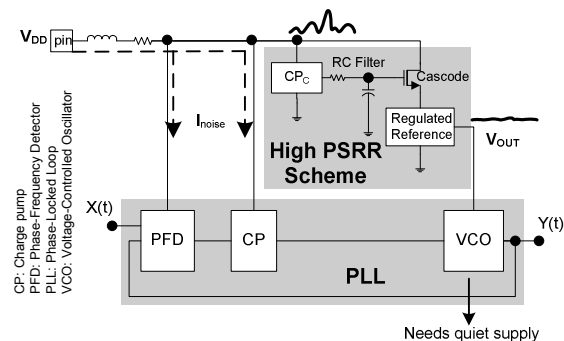 VDD
pin
RC Filter
CPC
Cascode
Inoise
Regulated
Reference
VOUT
High PSRR
Scheme
CP: Charge pump
PFD: Phase-Frequency Detector
PLL: Phase-Locked Loop
VCO: Voltage-Controlled Oscillator
X(t)
PFD
CP
VCO
Y(t)
PLL
Needs quiet supply